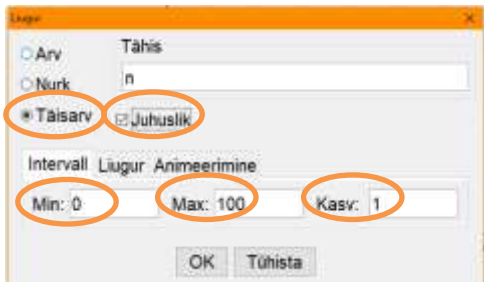 Liugur
Arv
Tähis
Nurk
n
Täisarv Juhuslik
Intervall Liugur Animeerimine
Min: 0 Max: 100 Kasv: 1
OK Tühista